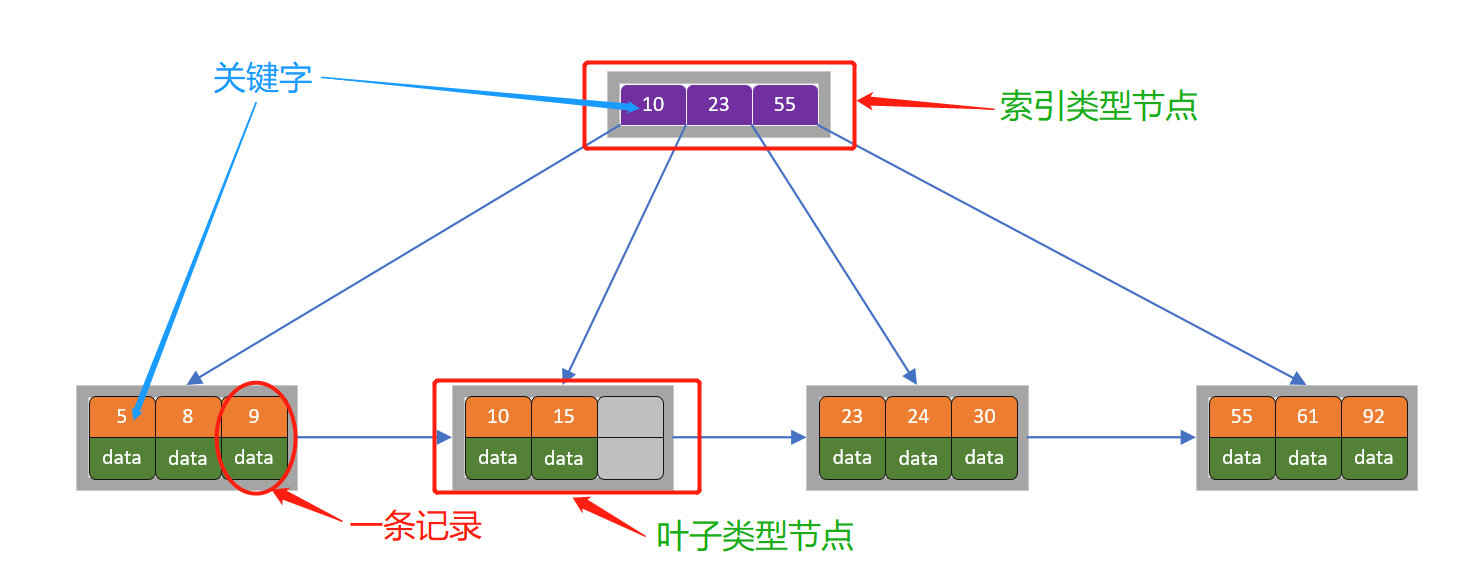 关键字
10 23 55
索引类型节点
5 8 9
data data data
10 15
data data
23 24 30
data data data
55 61 92
data data data
一条记录
叶子类型节点